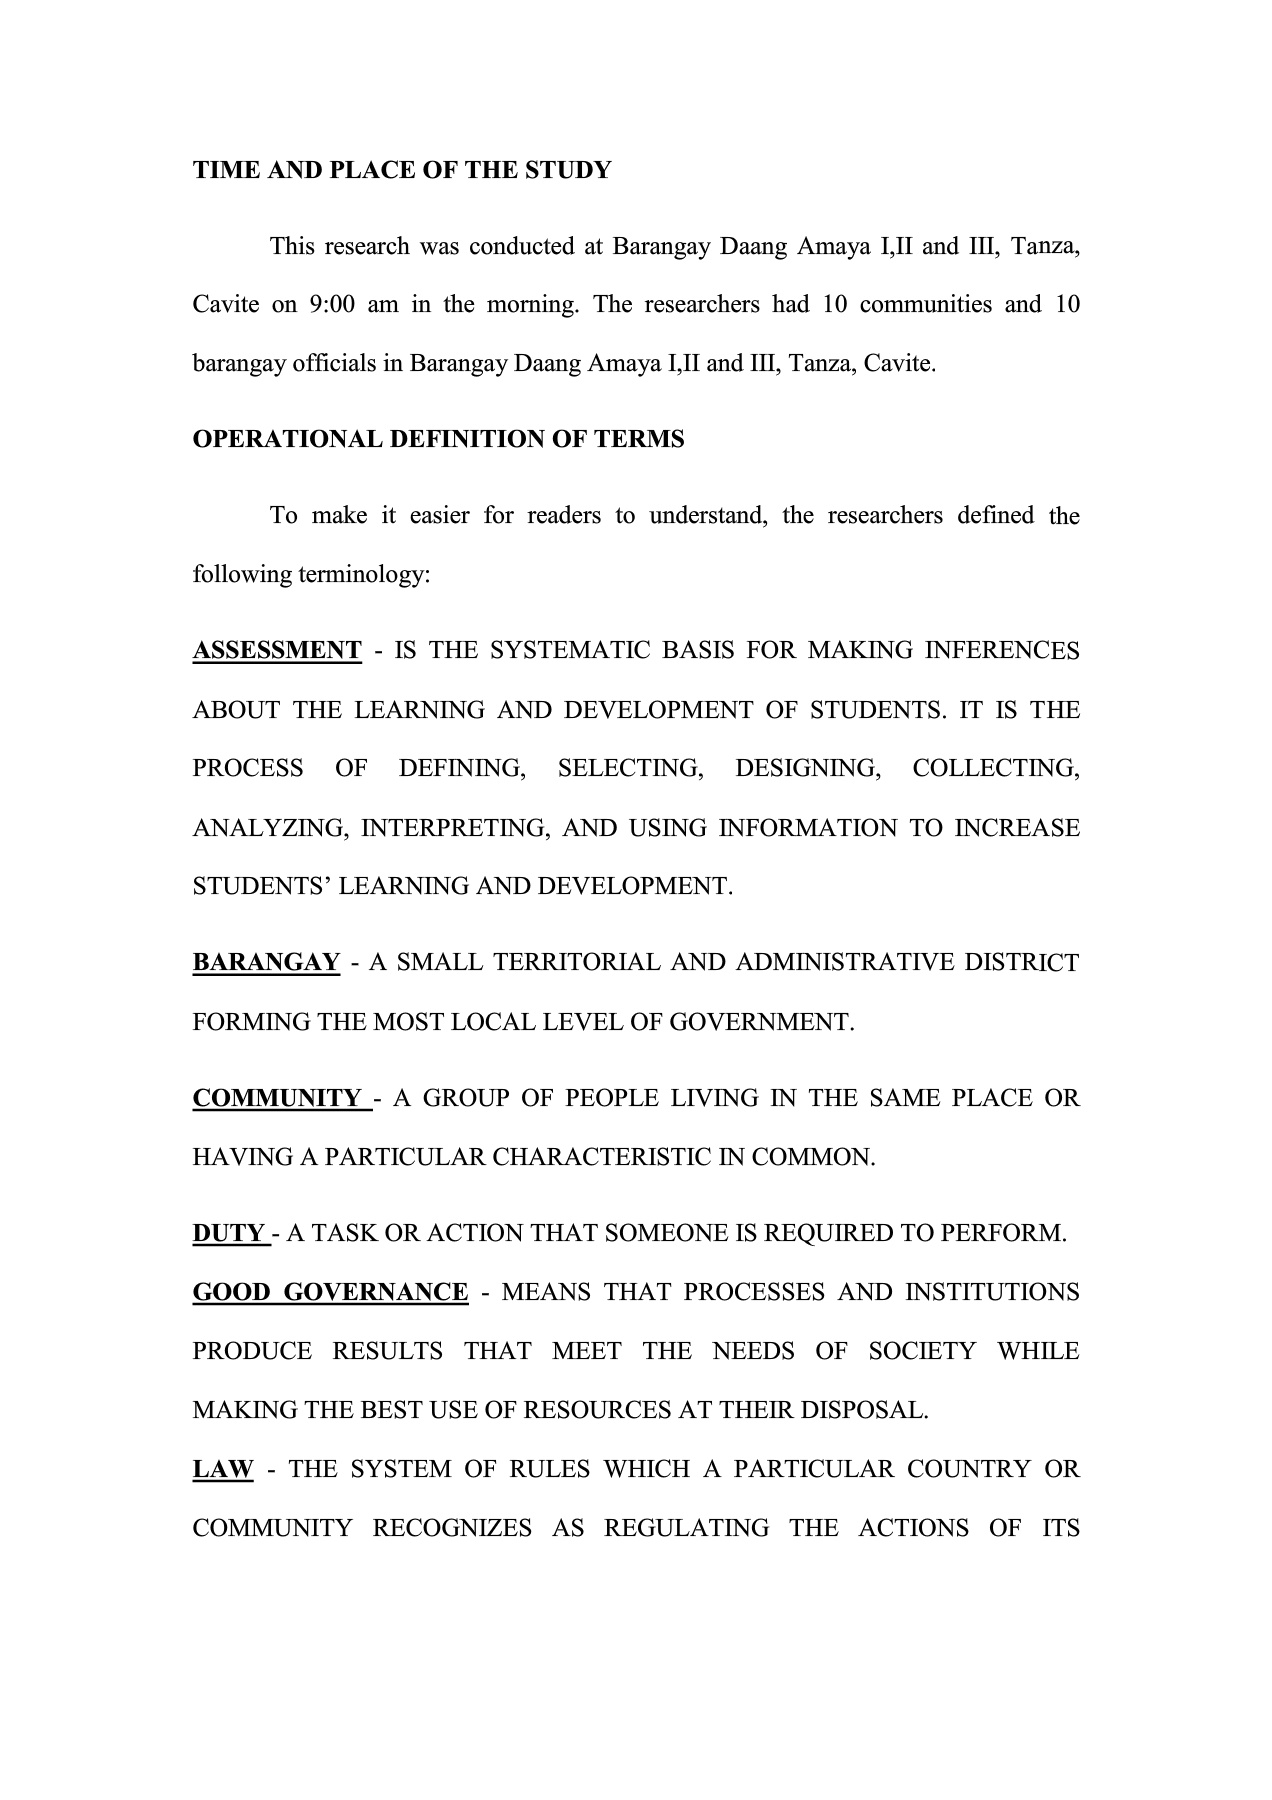 TIME AND PLACE OF THE STUDY
This research was conducted at Barangay Daang Amaya I,II and III, Tanza,
Cavite on 9:00 am in the morning. The researchers had 10 communities and 10
barangay officials in Barangay Daang Amaya I,II and III, Tanza, Cavite.
OPERATIONAL DEFINITION OF TERMS
To make it easier for readers to understand, the researchers defined the
following terminology:
ASSESSMENT - IS THE SYSTEMATIC BASIS FOR MAKING INFERENCES
ABOUT THE LEARNING AND DEVELOPMENT OF STUDENTS. IT IS THE
PROCESS OF DEFINING, SELECTING, DESIGNING, COLLECTING,
ANALYZING, INTERPRETING, AND USING INFORMATION TO INCREASE
STUDENTS’ LEARNING AND DEVELOPMENT.
BARANGAY - A SMALL TERRITORIAL AND ADMINISTRATIVE DISTRICT
FORMING THE MOST LOCAL LEVEL OF GOVERNMENT.
COMMUNITY - A GROUP OF PEOPLE LIVING IN THE SAME PLACE OR
HAVING A PARTICULAR CHARACTERISTIC IN COMMON.
DUTY - A TASK OR ACTION THAT SOMEONE IS REQUIRED TO PERFORM.
GOOD GOVERNANCE - MEANS THAT PROCESSES AND INSTITUTIONS
PRODUCE RESULTS THAT MEET THE NEEDS OF SOCIETY WHILE
MAKING THE BEST USE OF RESOURCES AT THEIR DISPOSAL.
LAW - THE SYSTEM OF RULES WHICH A PARTICULAR COUNTRY OR
COMMUNITY RECOGNIZES AS REGULATING THE ACTIONS OF ITS